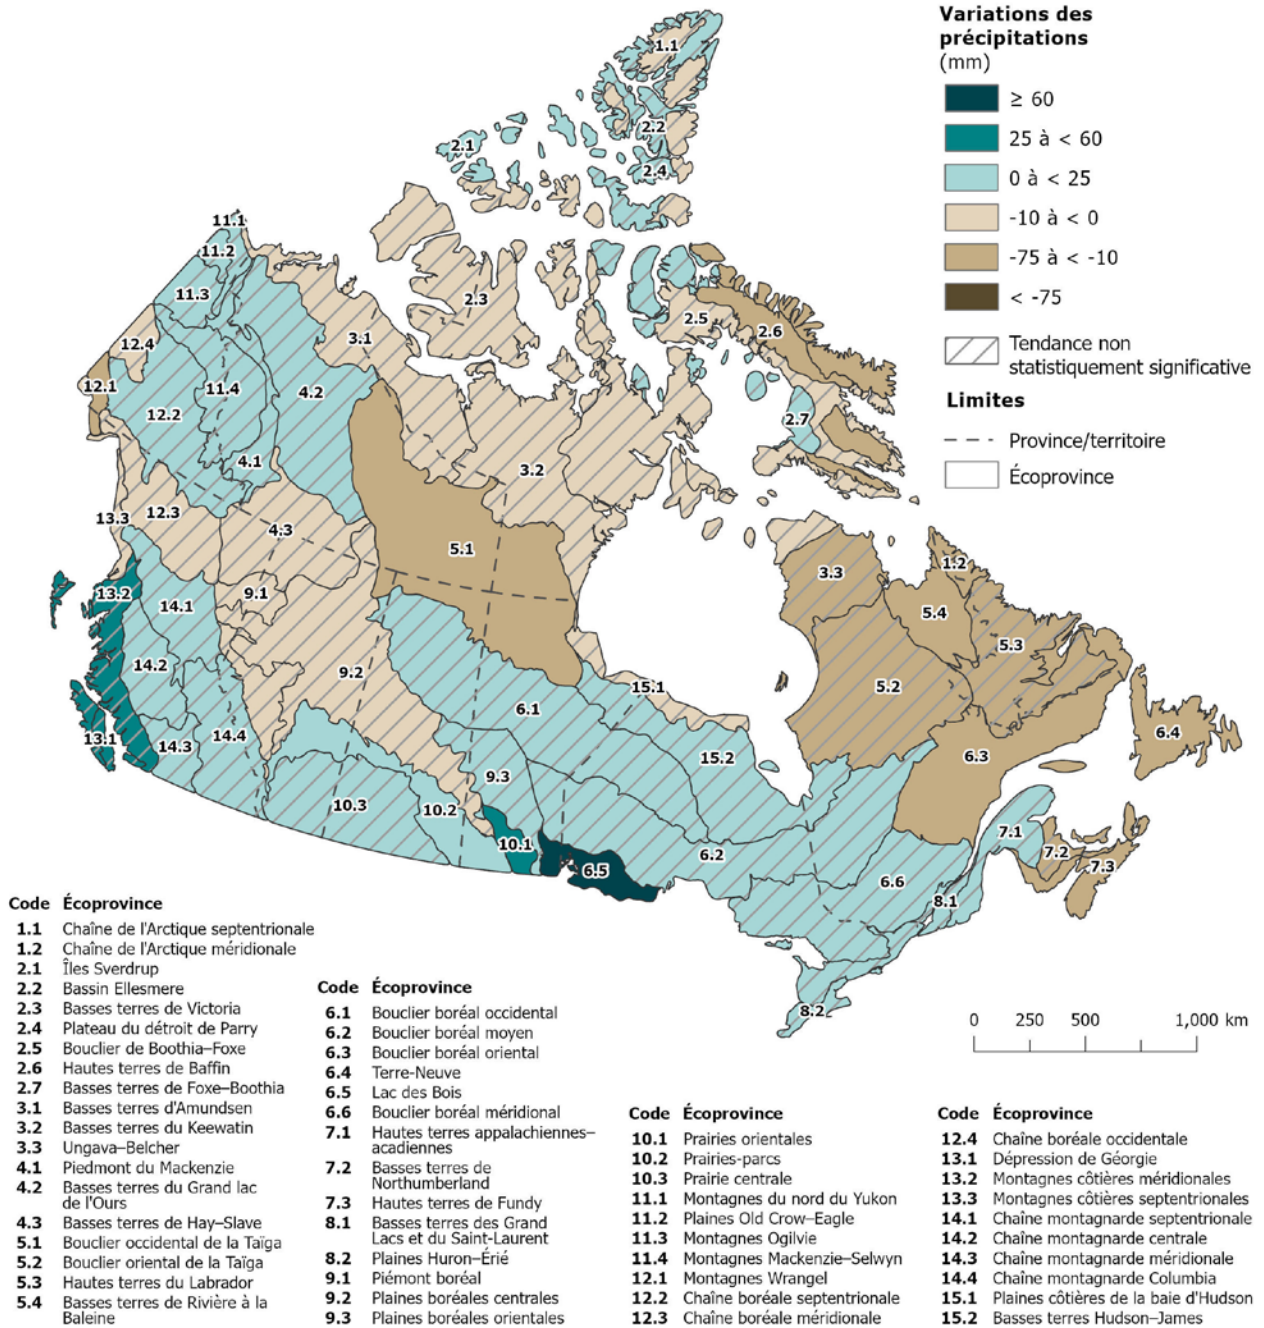 Variations des
précipitations
(mm)
≥ 60
25 à < 60
0 à < 25
-10 à < 0
-75 à < -10
< -75
Tendance non
statistiquement significative
Limites
Province/territoire
Écoprovince
1.1
2.2
2.1
2.4
11.1
11.2
11.3
2.3
2.5
2.6
12.4
3.1
12.1
11.4
4.2
12.2
2.7
4.1
3.2
13.3
12.3
4.3
5.1
1.2
3.3
13.2
14.1
9.1
5.4
5.3
14.2
9.2
15.1
5.2
6.1
13.1
14.3
14.4
6.4
15.2
6.3
9.3
10.3
10.2
7.1
10.1
6.5
6.2
7.2
7.3
6.6
8.1
8.2
0 250 500 1,000 km
Code Écoprovince
1.1 Chaîne de l'Arctique septentrionale
1.2 Chaîne de l'Arctique méridionale
2.1 Îles Sverdrup
2.2 Bassin Ellesmere
2.3 Basses terres de Victoria
2.4 Plateau du détroit de Parry
2.5 Bouclier de Boothia–Foxe
2.6 Hautes terres de Baffin
2.7 Basses terres de Foxe–Boothia
3.1 Basses terres d'Amundsen
3.2 Basses terres du Keewatin
3.3 Ungava–Belcher
4.1 Piedmont du Mackenzie
4.2 Basses terres du Grand lac
de l'Ours
4.3 Basses terres de Hay–Slave
5.1 Bouclier occidental de la Taïga
5.2 Bouclier oriental de la Taïga
5.3 Hautes terres du Labrador
5.4 Basses terres de Rivière à la
Baleine
Code Écoprovince
6.1 Bouclier boréal occidental
6.2 Bouclier boréal moyen
6.3 Bouclier boréal oriental
6.4 Terre-Neuve
6.5 Lac des Bois
6.6 Bouclier boréal méridional
7.1 Hautes terres appalachiennes–
acadiennes
7.2 Basses terres de
Northumberland
7.3 Hautes terres de Fundy
8.1 Basses terres des Grand
Lacs et du Saint-Laurent
8.2 Plaines Huron–Érié
9.1 Piémont boréal
9.2 Plaines boréales centrales
9.3 Plaines boréales orientales
Code Écoprovince
10.1 Prairies orientales
10.2 Prairies-parcs
10.3 Prairie centrale
11.1 Montagnes du nord du Yukon
11.2 Plaines Old Crow–Eagle
11.3 Montagnes Ogilvie
11.4 Montagnes Mackenzie–Selwyn
12.1 Montagnes Wrangel
12.2 Chaîne boréale septentrionale
12.3 Chaîne boréale méridionale
Code Écoprovince
12.4 Chaîne boréale occidentale
13.1 Dépression de Géorgie
13.2 Montagnes côtières méridionales
13.3 Montagnes côtières septentrionales
14.1 Chaîne montagnarde septentrionale
14.2 Chaîne montagnarde centrale
14.3 Chaîne montagnarde méridionale
14.4 Chaîne montagnarde Columbia
15.1 Plaines côtières de la baie d'Hudson
15.2 Basses terres Hudson–James